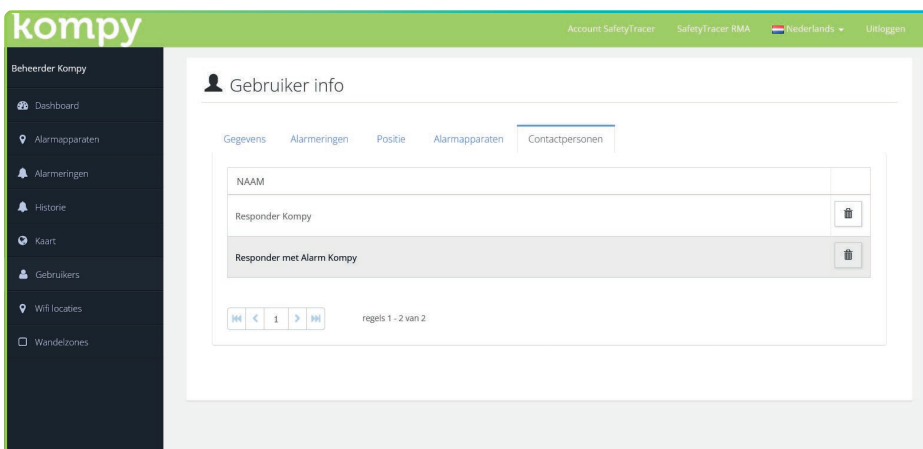 kompy
Account SafetyTracer SafetyTracer RMA Nederlands Uitloggen
Beheerder Kompy
Dashboard
Alarmapparaten
Alarmeringen
Historie
Kaart
Gebruikers
Wifi locaties
Wandelzones
Gebruiker info
Gegevens Alarmeringen Positie Alarmapparaten Contactpersonen
NAAM
Responder Kompy
Responder met Alarm Kompy
1 regels 1 - 2 van 2